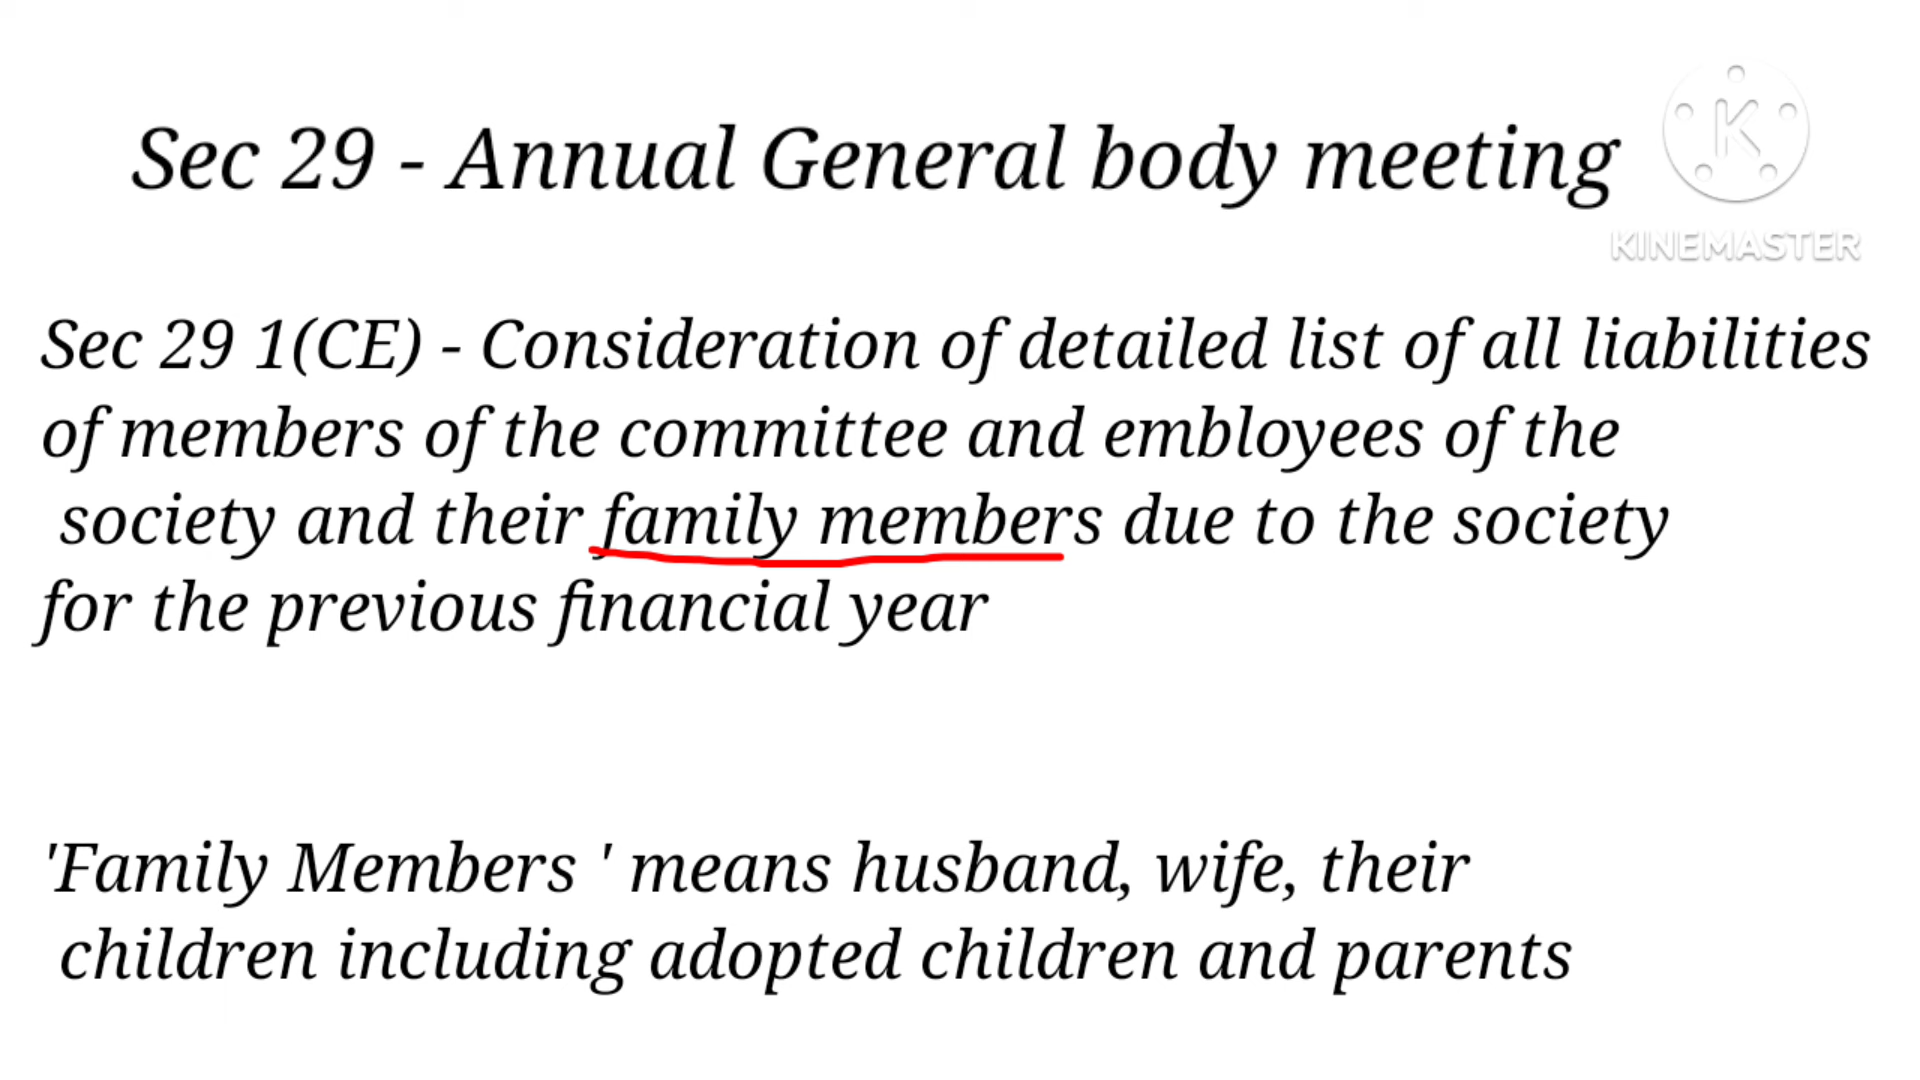 Sec 29 - Annual General body meeting
K
KINEMASTER
Sec 29 1(CE) - Consideration of detailed list of all liabilities
of members of the committee and embloyees of the
society and their family members due to the society
for the previous financial year
'Family Members ' means husband, wife, their
children including adopted children and parents